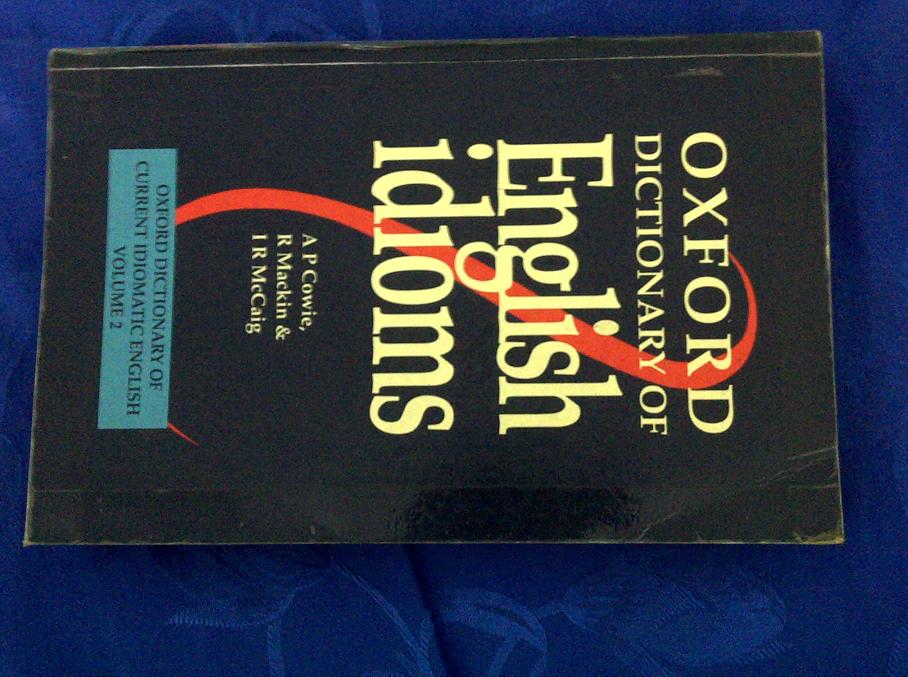 OXFORD
DICTIONARY OF
English
idioms
A P Cowie,
R Mackin &
I R McCaig
OXFORD DICTIONARY OF
CURRENT IDIOMATIC ENGLISH
VOLUME 2